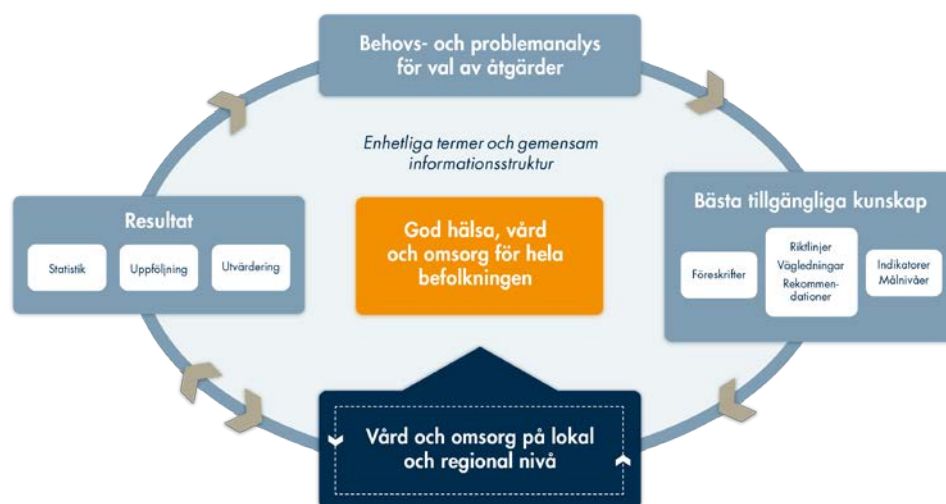 Behovs- och problemanalys
för val av åtgärder
Enhetliga termer och gemensam
informationsstruktur
Resultat
Statistik
Uppföljning
Utvärdering
God hälsa, vård
och omsorg för hela
befolkningen
Bästa tillgängliga kunskap
Föreskrifter
Riktlinjer
Vägledningar
Rekommen-
dationer
Indikatorer
Målnivåer
Vård och omsorg på lokal
och regional nivå